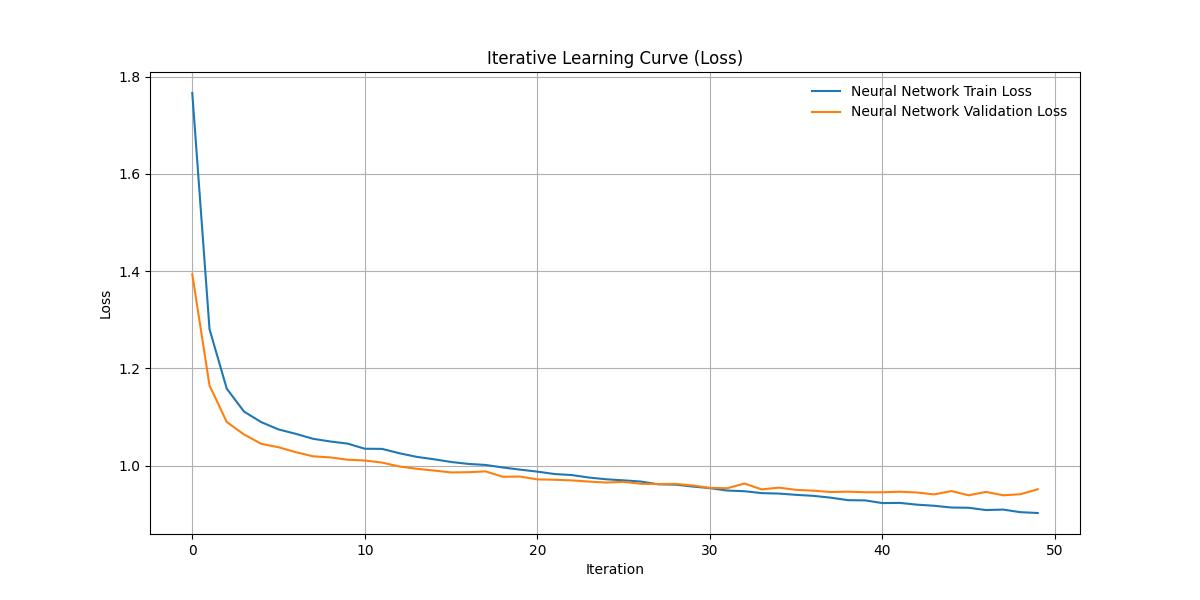 Iterative Learning Curve (Loss)
Neural Network Train Loss
Neural Network Validation Loss
1.8
1.6
1.4
1.2
1.0
Loss
0 10 20 30 40 50
Iteration